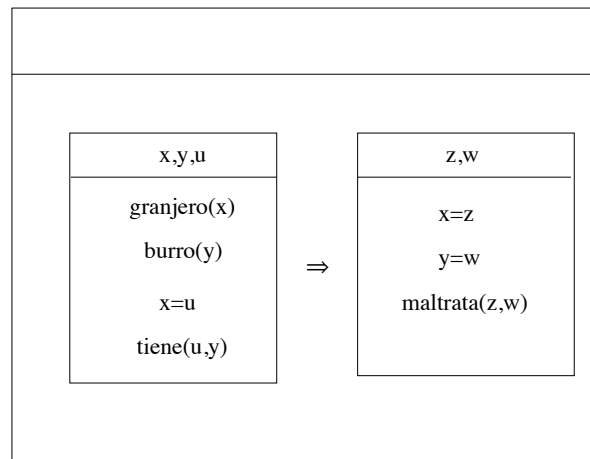 x,y,u
granjero(x)
burro(y)
x=u
tiene(u,y)
⇒
z,w
x=z
y=w
maltrata(z,w)